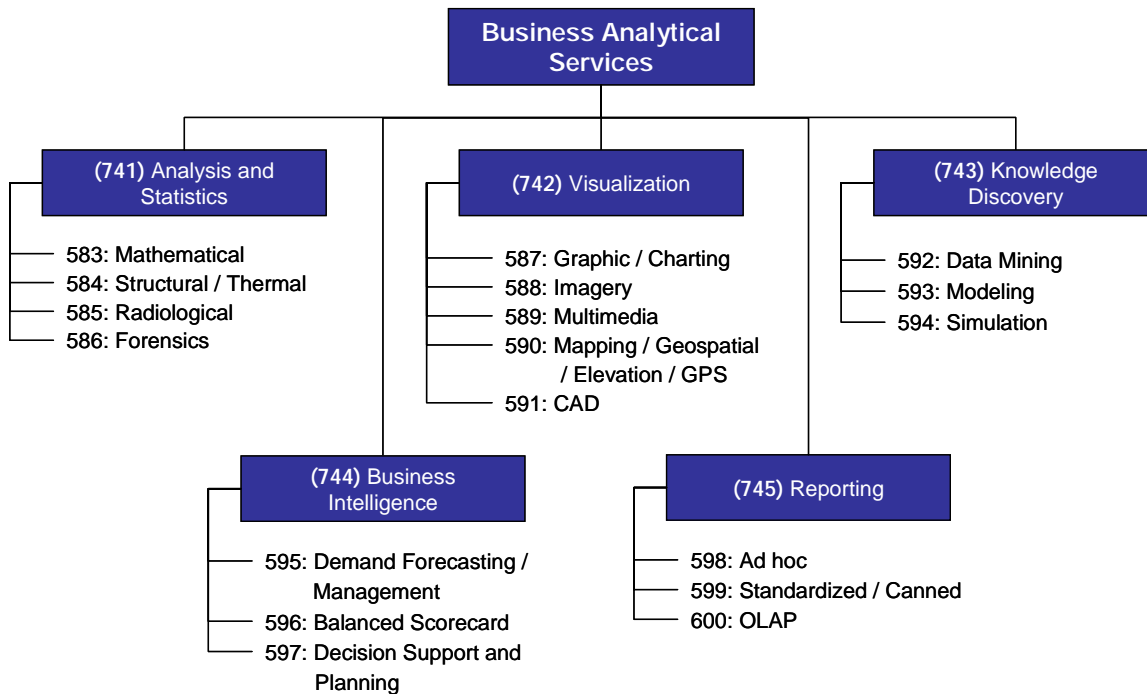 Business Analytical
Services
(741) Analysis and
Statistics
583: Mathematical
584: Structural / Thermal
585: Radiological
586: Forensics
(742) Visualization
587: Graphic / Charting
588: Imagery
589: Multimedia
590: Mapping / Geospatial
/ Elevation / GPS
591: CAD
(743) Knowledge
Discovery
592: Data Mining
593: Modeling
594: Simulation
(744) Business
Intelligence
595: Demand Forecasting /
Management
596: Balanced Scorecard
597: Decision Support and
Planning
(745) Reporting
598: Ad hoc
599: Standardized / Canned
600: OLAP